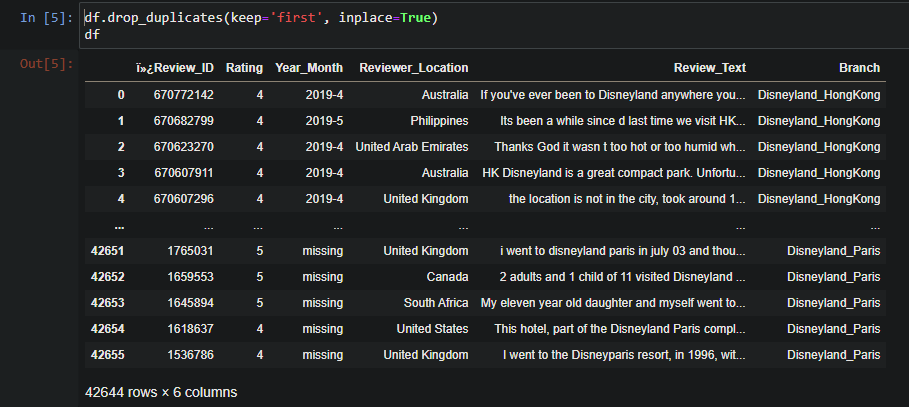 In [5]: df.drop_duplicates(keep='first', inplace=True)
df
Out[5]:
ï»¿Review_ID Rating Year_Month Reviewer_Location Review_Text Branch
0 670772142 4 2019-4 Australia If you've ever been to Disneyland anywhere you... Disneyland_HongKong
1 670682799 4 2019-5 Philippines Its been a while since d last time we visit HK... Disneyland_HongKong
2 670623270 4 2019-4 United Arab Emirates Thanks God it wasn t too hot or too humid wh... Disneyland_HongKong
3 670607911 4 2019-4 Australia HK Disneyland is a great compact park. Unfortu... Disneyland_HongKong
4 670607296 4 2019-4 United Kingdom the location is not in the city, took around 1... Disneyland_HongKong
... ... ... ... ... ... ...
42651 1765031 5 missing United Kingdom i went to disneyland paris in july 03 and thou... Disneyland_Paris
42652 1659553 5 missing Canada 2 adults and 1 child of 11 visited Disneyland ... Disneyland_Paris
42653 1645894 5 missing South Africa My eleven year old daughter and myself went to... Disneyland_Paris
42654 1618637 4 missing United States This hotel, part of the Disneyland Paris compl... Disneyland_Paris
42655 1536786 4 missing United Kingdom I went to the Disneyparis resort, in 1996, wit... Disneyland_Paris
42644 rows × 6 columns